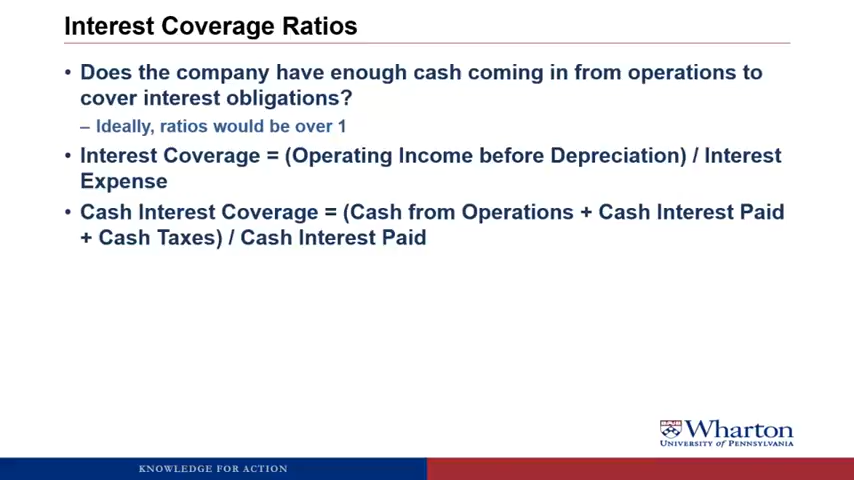 Interest Coverage Ratios
• Does the company have enough cash coming in from operations to
cover interest obligations?
– Ideally, ratios would be over 1
• Interest Coverage = (Operating Income before Depreciation) / Interest
Expense
• Cash Interest Coverage = (Cash from Operations + Cash Interest Paid
+ Cash Taxes) / Cash Interest Paid
Wharton
UNIVERSITY OF PENNSYLVANIA
KNOWLEDGE FOR ACTION